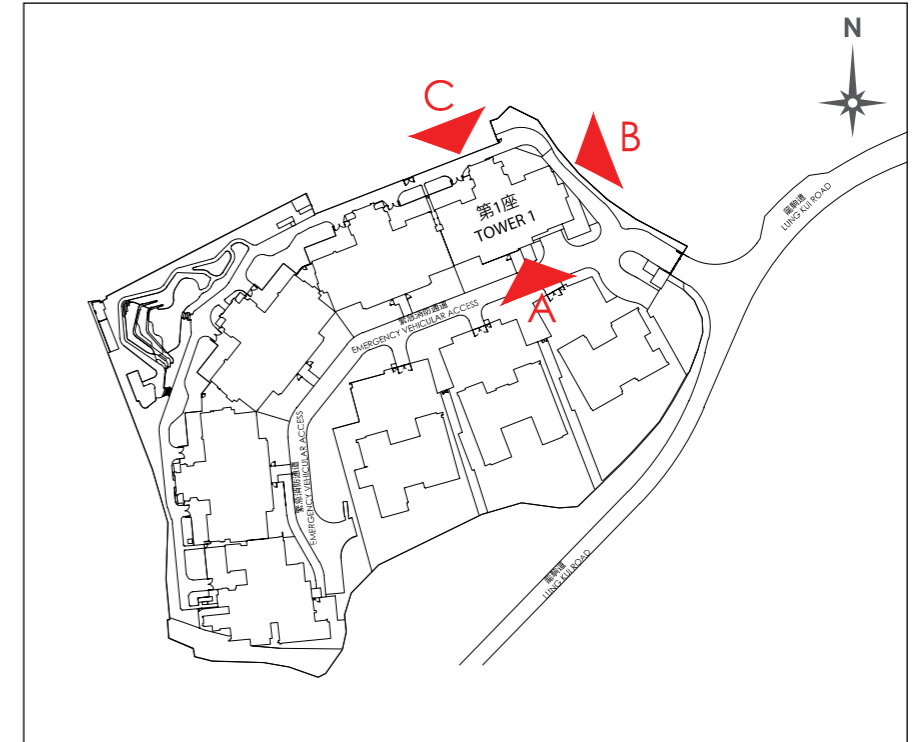 N
C
B
龍駒道
LUNG KUI ROAD
第1座
TOWER 1
A
緊急消防通道
EMERGENCY VEHICULAR ACCESS
緊急消防通道
EMERGENCY VEHICULAR ACCESS
龍駒道
LUNG KUI ROAD